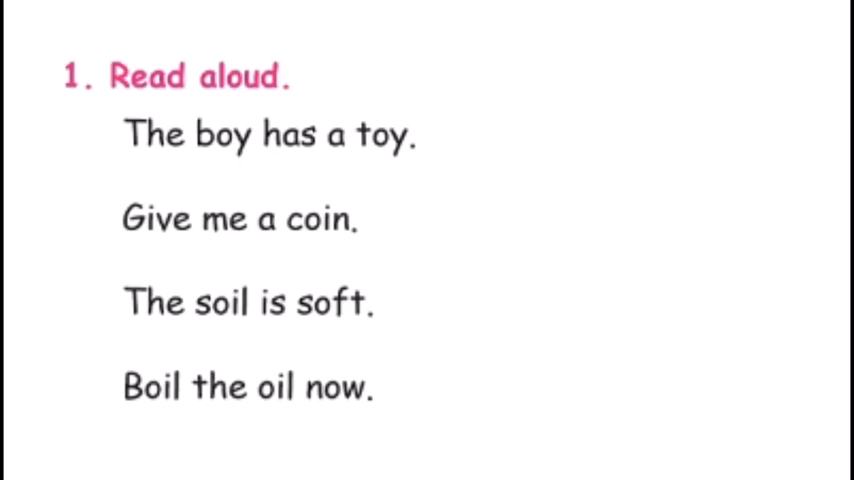 1. Read aloud.
The boy has a toy.
Give me a coin.
The soil is soft.
Boil the oil now.